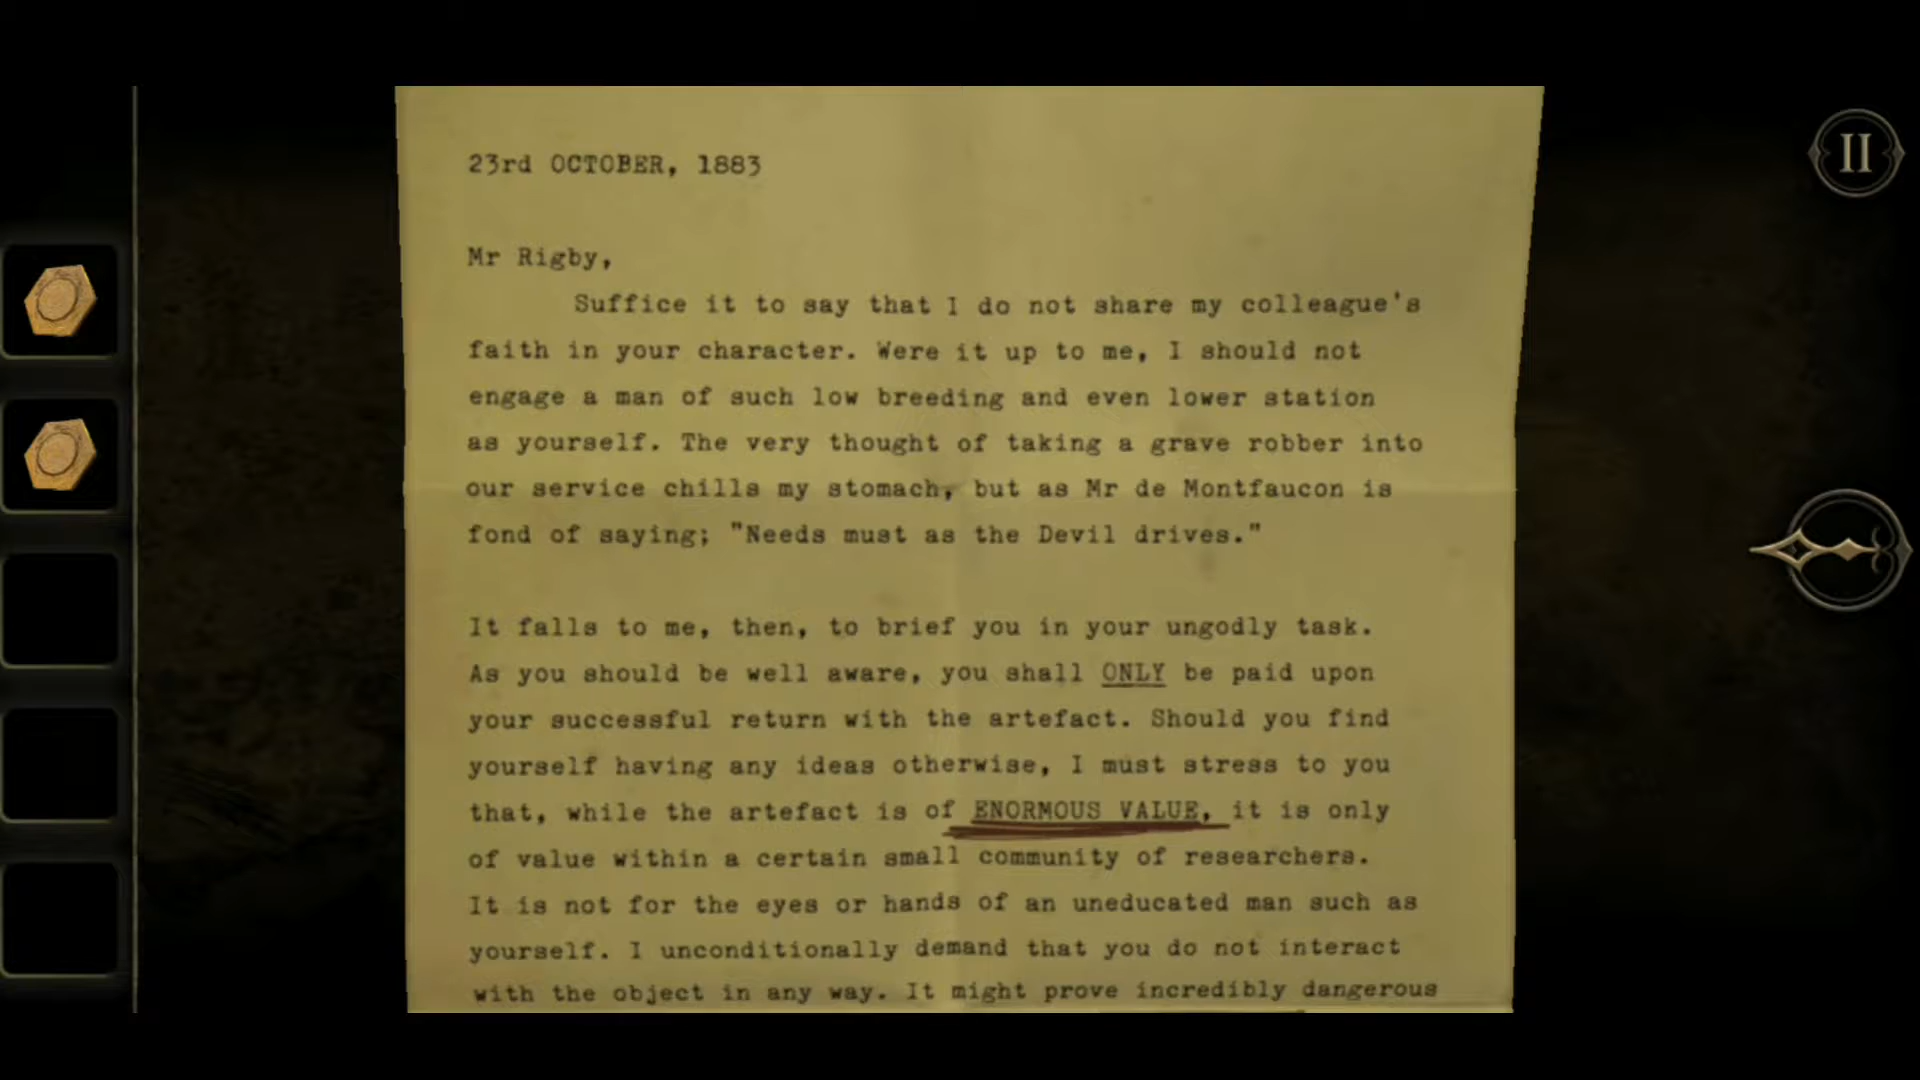 23rd OCTOBER, 1883
Mr Rigby,
Suffice it to say that I do not share my colleague's
faith in your character. Were it up to me, I should not
engage a man of such low breeding and even lower station
as yourself. The very thought of taking a grave robber into
our service chills my stomach, but as Mr de Montfaucon is
fond of saying; "Needs must as the Devil drives."
It falls to me, then, to brief you in your ungodly task.
As you should be well aware, you shall ONLY be paid upon
your successful return with the artefact. Should you find
yourself having any ideas otherwise, I must stress to you
that, while the artefact is of ENORMOUS VALUE, it is only
of value within a certain small community of researchers.
It is not for the eyes or hands of an uneducated man such as
yourself. I unconditionally demand that you do not interact
with the object in any way. It might prove incredibly dangerous